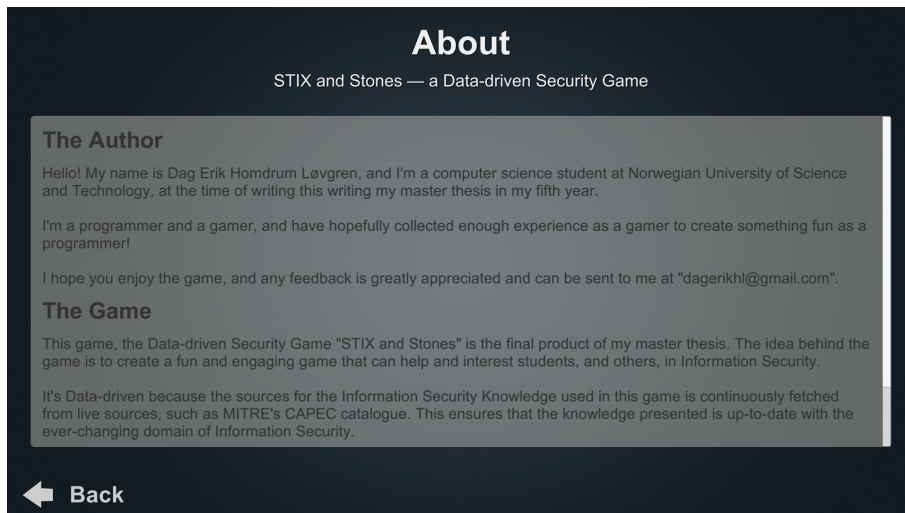 About
STIX and Stones — a Data-driven Security Game
The Author
Hello! My name is Dag Erik Homdrum Løvgren, and I'm a computer science student at Norwegian University of Science
and Technology, at the time of writing this writing my master thesis in my fifth year.
I'm a programmer and a gamer, and have hopefully collected enough experience as a gamer to create something fun as a
programmer!
I hope you enjoy the game, and any feedback is greatly appreciated and can be sent to me at "dagerikhl@gmail.com".
The Game
This game, the Data-driven Security Game "STIX and Stones" is the final product of my master thesis. The idea behind the
game is to create a fun and engaging game that can help and interest students, and others, in Information Security.
It's Data-driven because the sources for the Information Security Knowledge used in this game is continuously fetched
from live sources, such as MITRE's CAPEC catalogue. This ensures that the knowledge presented is up-to-date with the
ever-changing domain of Information Security.
Back